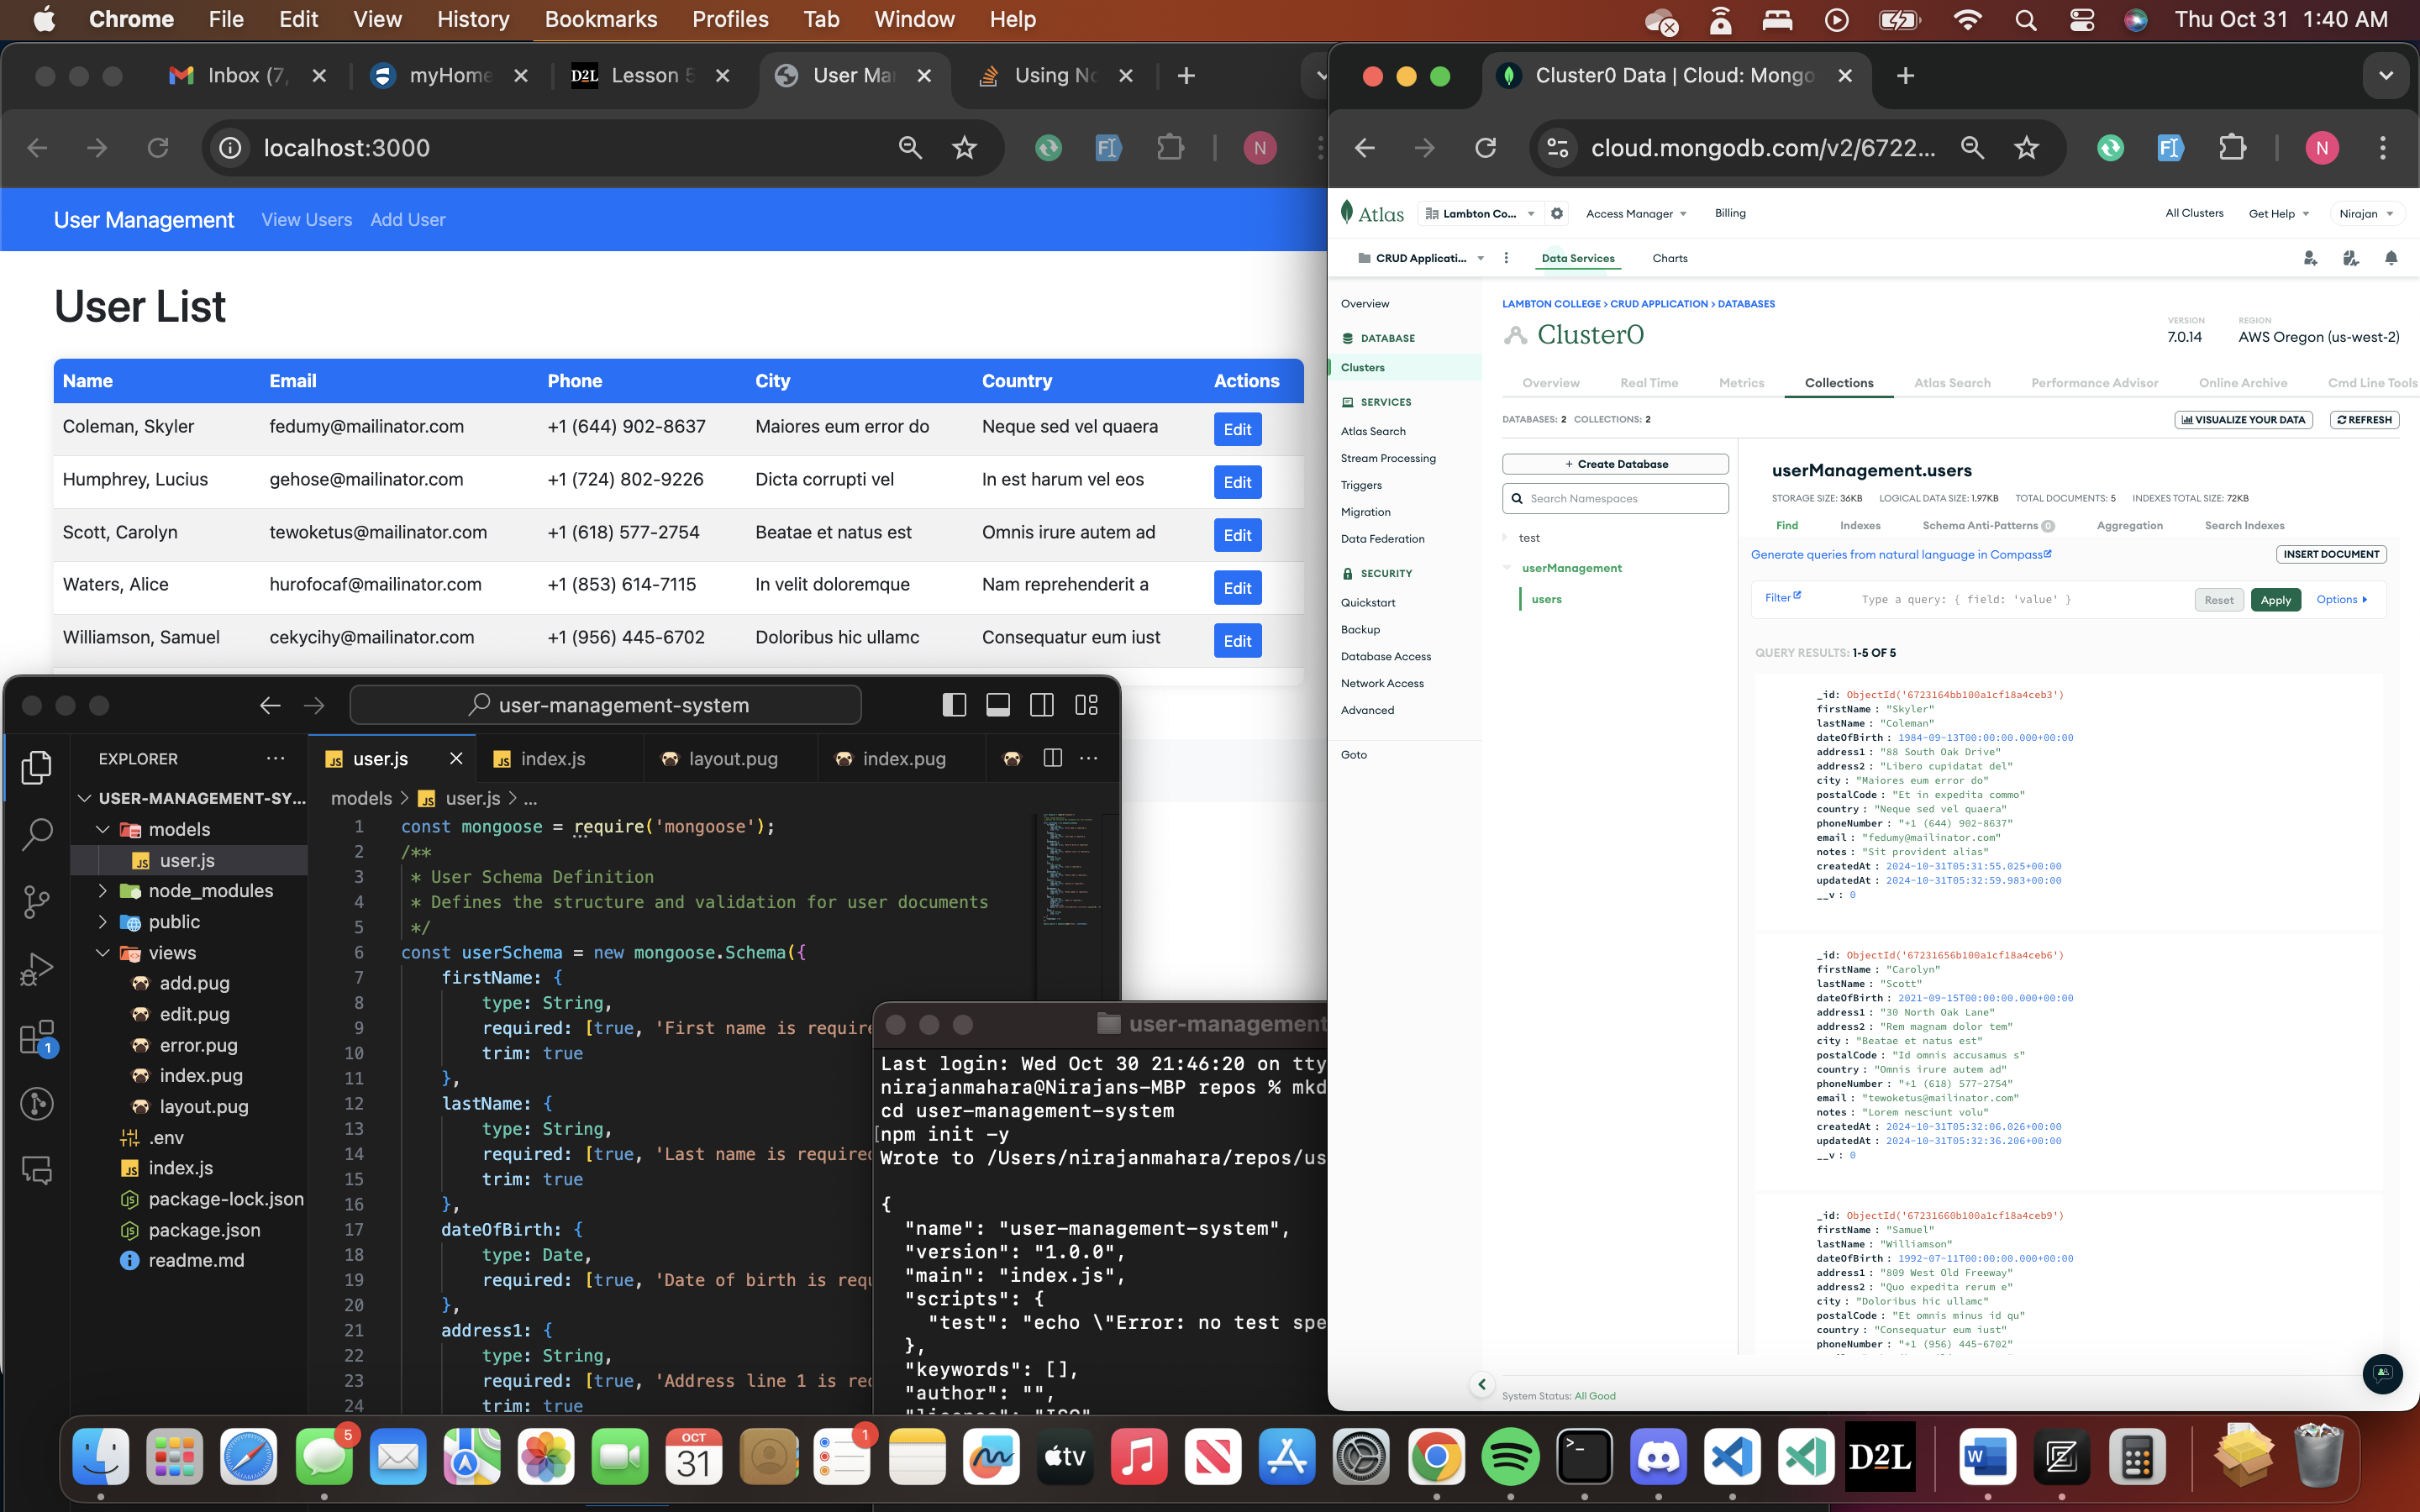 Chrome File Edit View History Bookmarks Profiles Tab Window Help
Thu Oct 31 1:40 AM
Inbox (7, myHome D2L Lesson 5 User Ma Using No
localhost:3000
N
User Management View Users Add User
User List
Name Email Phone City Country Actions
Coleman, Skyler fedumy@mailinator.com +1 (644) 902-8637 Maiores eum error do Neque sed vel quaera Edit
Humphrey, Lucius gehose@mailinator.com +1 (724) 802-9226 Dicta corrupti vel In est harum vel eos Edit
Scott, Carolyn tewoketus@mailinator.com +1 (618) 577-2754 Beatae et natus est Omnis irure autem ad Edit
Waters, Alice hurofocaf@mailinator.com +1 (853) 614-7115 In velit doloremque Nam reprehenderit a Edit
Williamson, Samuel cekycihy@mailinator.com +1 (956) 445-6702 Doloribus hic ullamc Consequatur eum iust Edit
user-management-system
EXPLORER
USER-MANAGEMENT-SY...
models
user.js
node_modules
public
views
add.pug
edit.pug
error.pug
index.pug
layout.pug
.env
index.js
package-lock.json
package.json
readme.md
1
user.js index.js layout.pug index.pug
models > user.js > ...
1 const mongoose = require('mongoose');
2 /**
3 * User Schema Definition
4 * Defines the structure and validation for user documents
5 */
6 const userSchema = new mongoose.Schema({
7 firstName: {
8 type: String,
9 required: [true, 'First name is require
10 trim: true
11 },
12 lastName: {
13 type: String,
14 required: [true, 'Last name is required
15 trim: true
16 },
17 dateOfBirth: {
18 type: Date,
19 required: [true, 'Date of birth is requ
20 },
21 address1: {
22 type: String,
23 required: [true, 'Address line 1 is req
24 trim: true
user-management
Last login: Wed Oct 30 21:46:20 on tty
nirajanmahara@Nirajans-MBP repos % mkd
cd user-management-system
npm init -y
Wrote to /Users/nirajanmahara/repos/us
{
"name": "user-management-system",
"version": "1.0.0",
"main": "index.js",
"scripts": {
"test": "echo \"Error: no test spe
},
"keywords": [],
"author": "",
"license": "ISC"
Cluster0 Data | Cloud: Mongo
cloud.mongodb.com/v2/6722...
N
Atlas Lambton Co... Access Manager Billing All Clusters Get Help Nirajan
CRUD Applicati... Data Services Charts
Overview
DATABASE
Clusters
SERVICES
Atlas Search
Stream Processing
Triggers
Migration
Data Federation
SECURITY
Quickstart
Backup
Database Access
Network Access
Advanced
Goto
LAMBTON COLLEGE > CRUD APPLICATION > DATABASES
Cluster0
VERSION REGION
7.0.14 AWS Oregon (us-west-2)
Overview Real Time Metrics Collections Atlas Search Performance Advisor Online Archive Cmd Line Tools
DATABASES: 2 COLLECTIONS: 2
VISUALIZE YOUR DATA REFRESH
+ Create Database
Search Namespaces
test
userManagement
users
userManagement.users
STORAGE SIZE: 36KB LOGICAL DATA SIZE: 1.97KB TOTAL DOCUMENTS: 5 INDEXES TOTAL SIZE: 72KB
Find Indexes Schema Anti-Patterns 0 Aggregation Search Indexes
Generate queries from natural language in Compass
INSERT DOCUMENT
Filter Type a query: { field: 'value' } Reset Apply Options
QUERY RESULTS: 1-5 OF 5
_id: ObjectId('6723164bb100a1cf18a4ceb3')
firstName : "Skyler"
lastName : "Coleman"
dateOfBirth : 1984-09-13T00:00:00.000+00:00
address1 : "88 South Oak Drive"
address2 : "Libero cupidatat del"
city : "Maiores eum error do"
postalCode : "Et in expedita commo"
country : "Neque sed vel quaera"
phoneNumber : "+1 (644) 902-8637"
email : "fedumy@mailinator.com"
notes : "Sit provident alias"
createdAt : 2024-10-31T05:31:55.025+00:00
updatedAt : 2024-10-31T05:32:59.983+00:00
__v : 0
_id: ObjectId('67231656b100a1cf18a4ceb6')
firstName : "Carolyn"
lastName : "Scott"
dateOfBirth : 2021-09-15T00:00:00.000+00:00
address1 : "30 North Oak Lane"
address2 : "Rem magnam dolor tem"
city : "Beatae et natus est"
postalCode : "Id omnis accusamus s"
country : "Omnis irure autem ad"
phoneNumber : "+1 (618) 577-2754"
email : "tewoketus@mailinator.com"
notes : "Lorem nesciunt volu"
createdAt : 2024-10-31T05:32:06.026+00:00
updatedAt : 2024-10-31T05:32:36.206+00:00
__v : 0
_id: ObjectId('67231660b100a1cf18a4ceb9')
firstName : "Samuel"
lastName : "Williamson"
dateOfBirth : 1992-07-11T00:00:00.000+00:00
address1 : "809 West Old Freeway"
address2 : "Quo expedita rerum e"
city : "Doloribus hic ullamc"
postalCode : "Et omnis minus id qu"
country : "Consequatur eum iust"
phoneNumber : "+1 (956) 445-6702"
System Status: All Good
5 OCT 31 1 tv D2L W